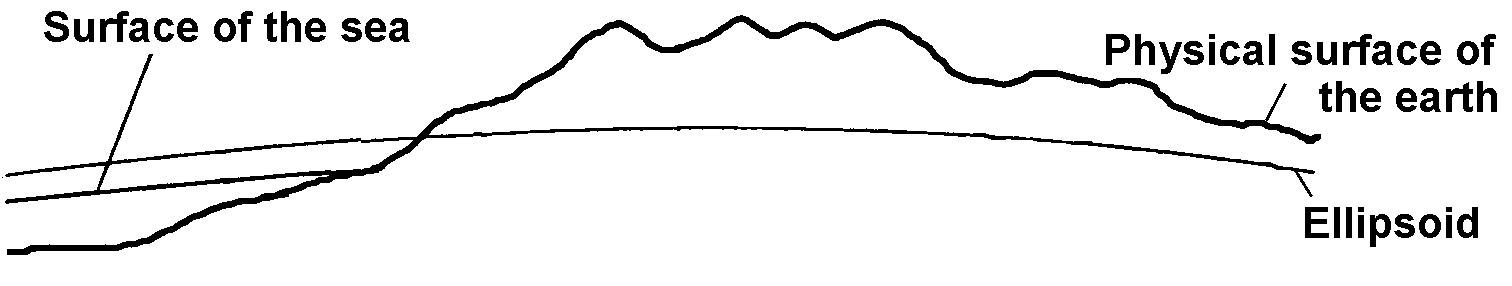 Surface of the sea
Physical surface of
the earth
Ellipsoid